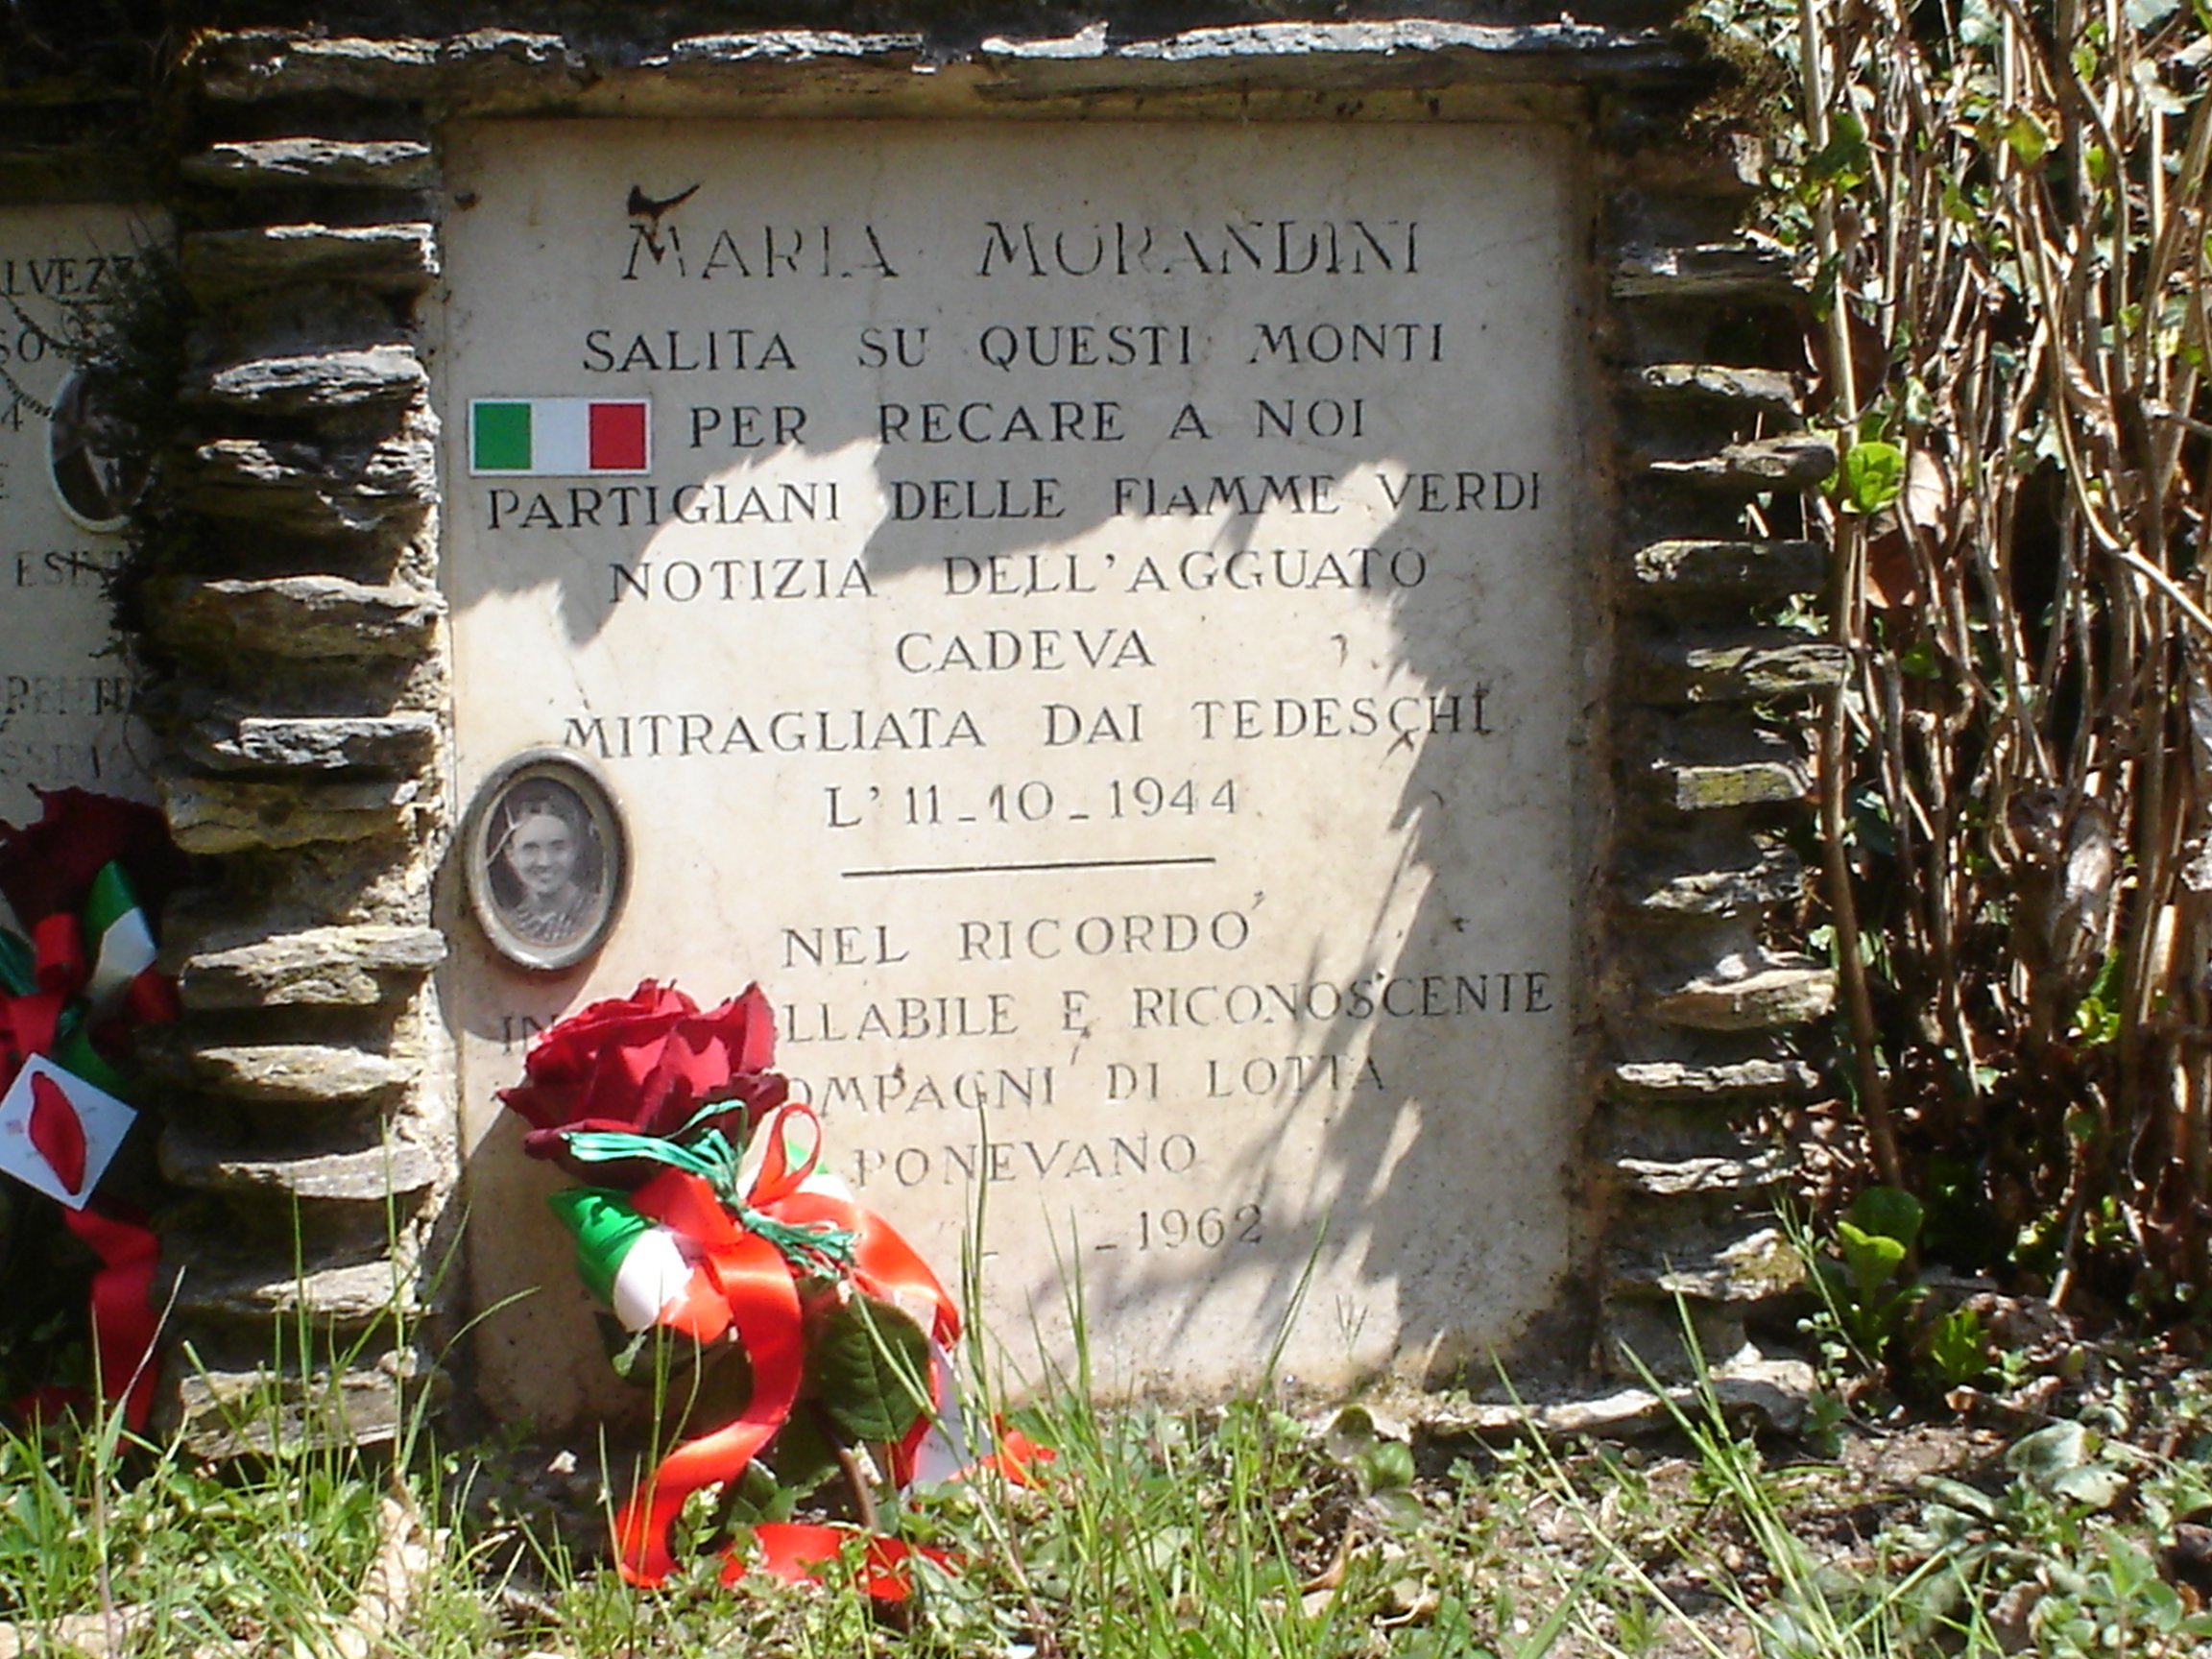 MARIA MORANDINI
SALITA SU QUESTI MONTI
PER RECARE A NOI
PARTIGIANI DELLE FIAMME VERDI
NOTIZIA DELL'AGGUATO
CADEVA
MITRAGLIATA DAI TEDESCHI
L'11-10-1944
NEL RICORDO
E RICONOSCENTE
DI LOTTA
PONEVANO
1962